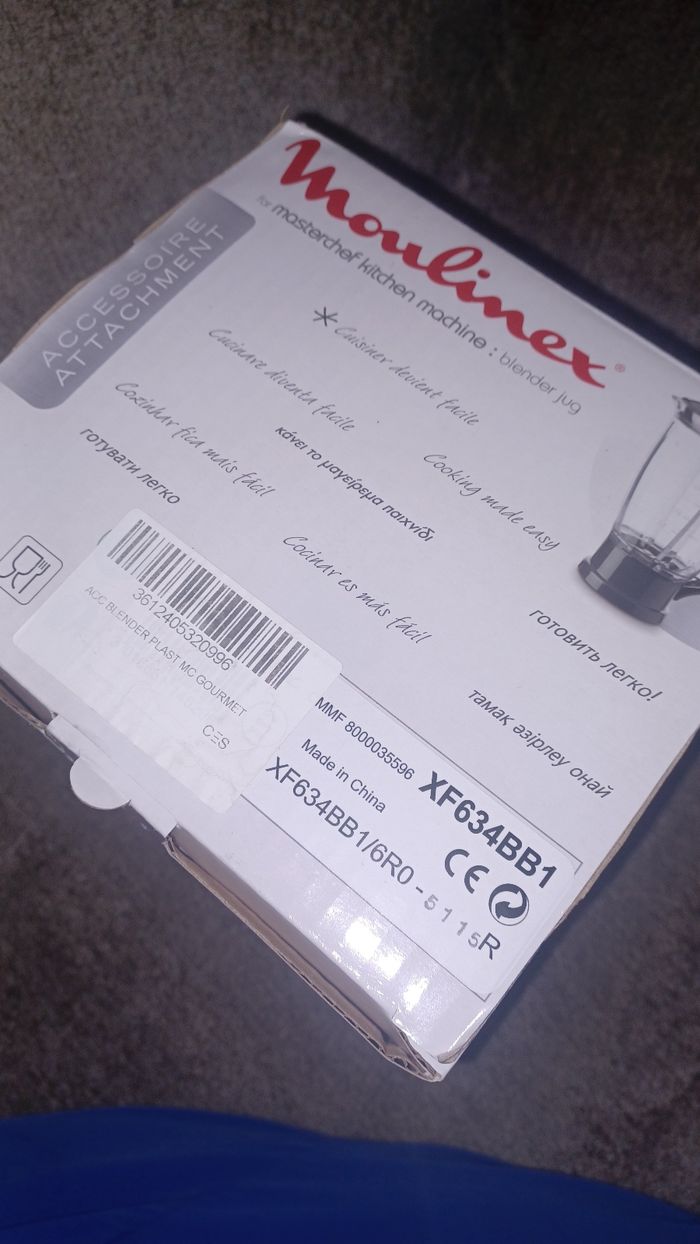 Moulinex®
for masterchef kitchen machine : blender jug
ACCESSOIRE
ATTACHMENT
* Cuisiner devient facile
Cucinare diventa facile
Cooking made easy
Cozinhar fica mais fácil
κάνει το μαγείρεμα παιχνίδι
готувати легко
Cocinar es más fácil
готовить легко!
тамақ әзірлеу оңай
3612405320996
ACC BLENDER PLAST MC GOURMET
CES
MMF 8000035596
XF634BB1
Made in China
CE
XF634BB1/6R0 - 5115R